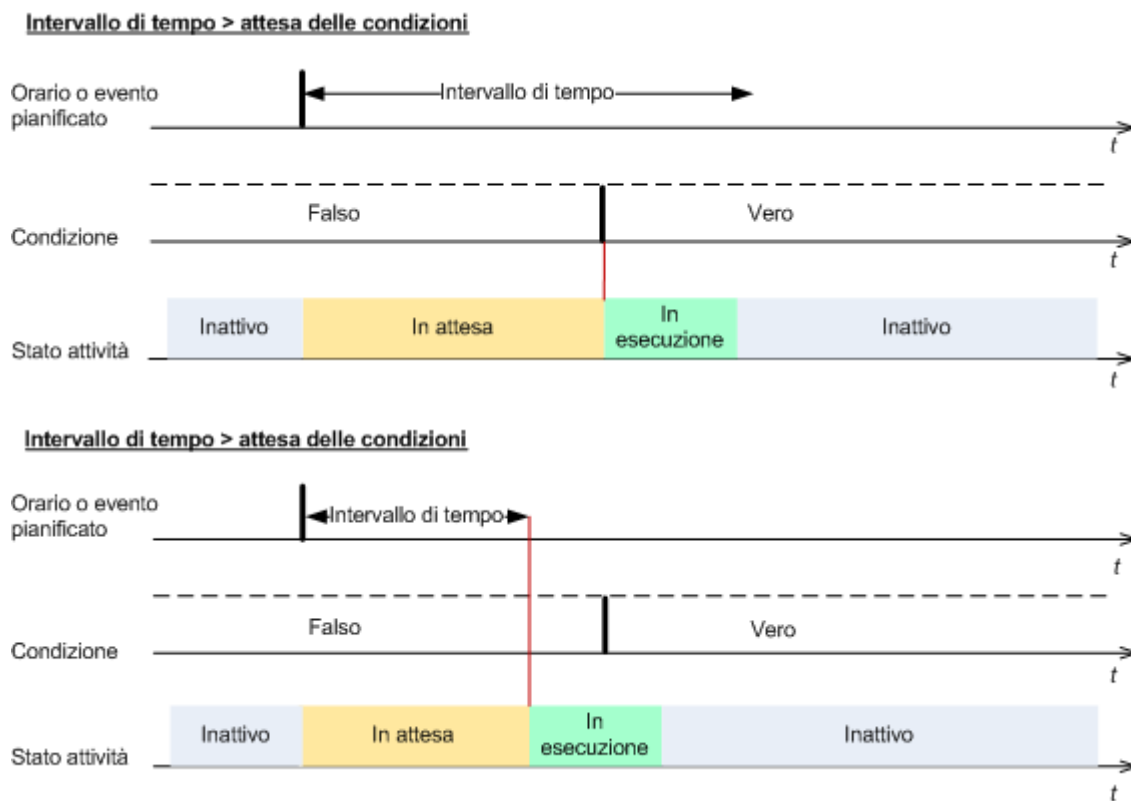 Intervallo di tempo > attesa delle condizioni
Orario o evento
pianificato
Intervallo di tempo
t
Falso
Vero
Condizione
t
Inattivo
In attesa
In
esecuzione
Inattivo
Stato attività
t
Intervallo di tempo > attesa delle condizioni
Orario o evento
pianificato
Intervallo di tempo
t
Falso
Vero
Condizione
t
Inattivo
In attesa
In
esecuzione
Inattivo
Stato attività
t